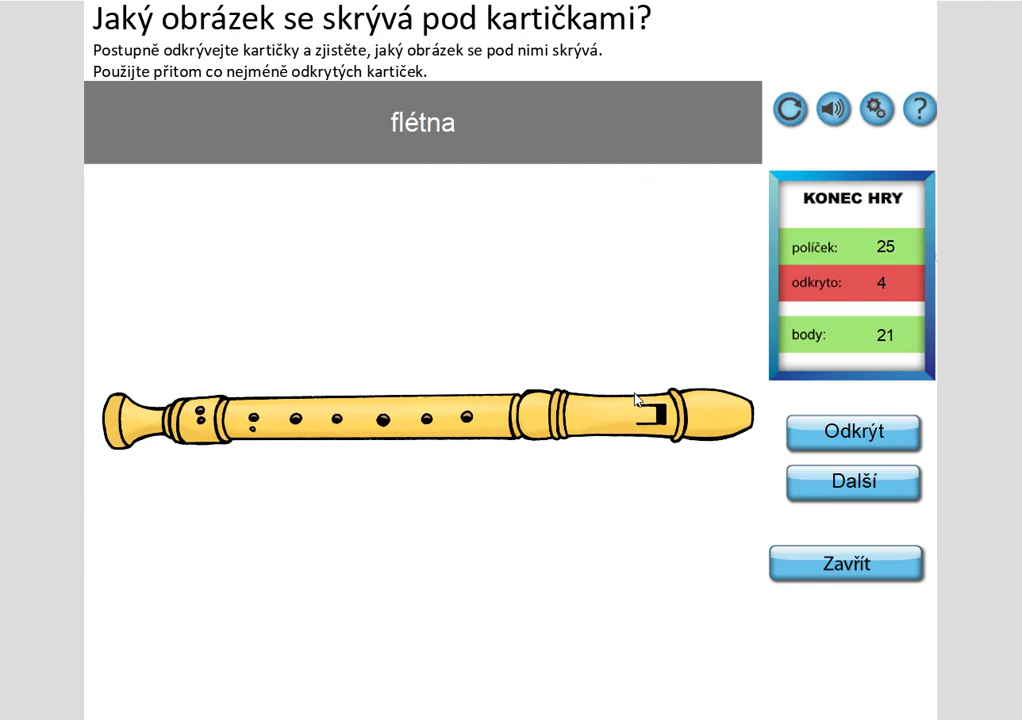 Jaký obrázek se skrývá pod kartičkami?
Postupně odkrývejte kartičky a zjistěte, jaký obrázek se pod nimi skrývá.
Použijte přitom co nejméně odkrytých kartiček.
flétna
?
KONEC HRY
políček: 25
odkryto: 4
body: 21
Odkrýt
Další
Zavřít